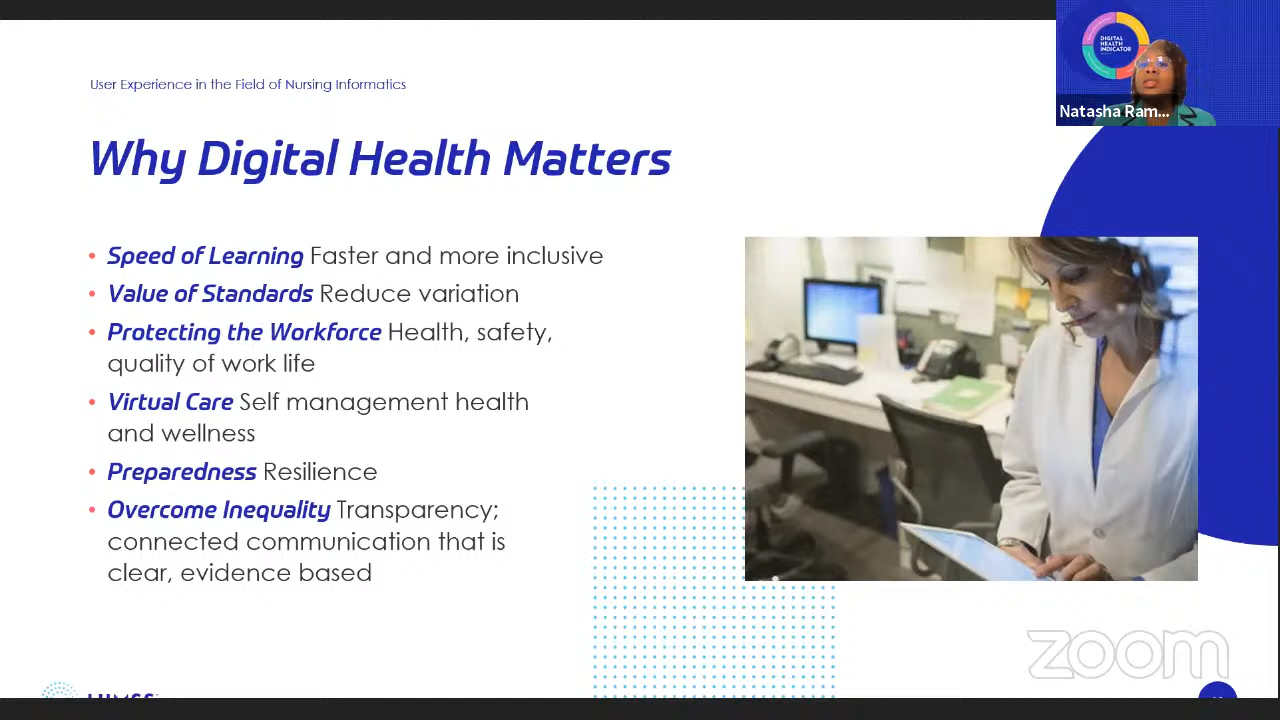 User Experience in the Field of Nursing Informatics
Why Digital Health Matters
• Speed of Learning Faster and more inclusive
• Value of Standards Reduce variation
• Protecting the Workforce Health, safety,
quality of work life
• Virtual Care Self management health
and wellness
• Preparedness Resilience
• Overcome Inequality Transparency;
connected communication that is
clear, evidence based
DIGITAL
HEALTH
INDICATOR
Natasha Ram...
zoom